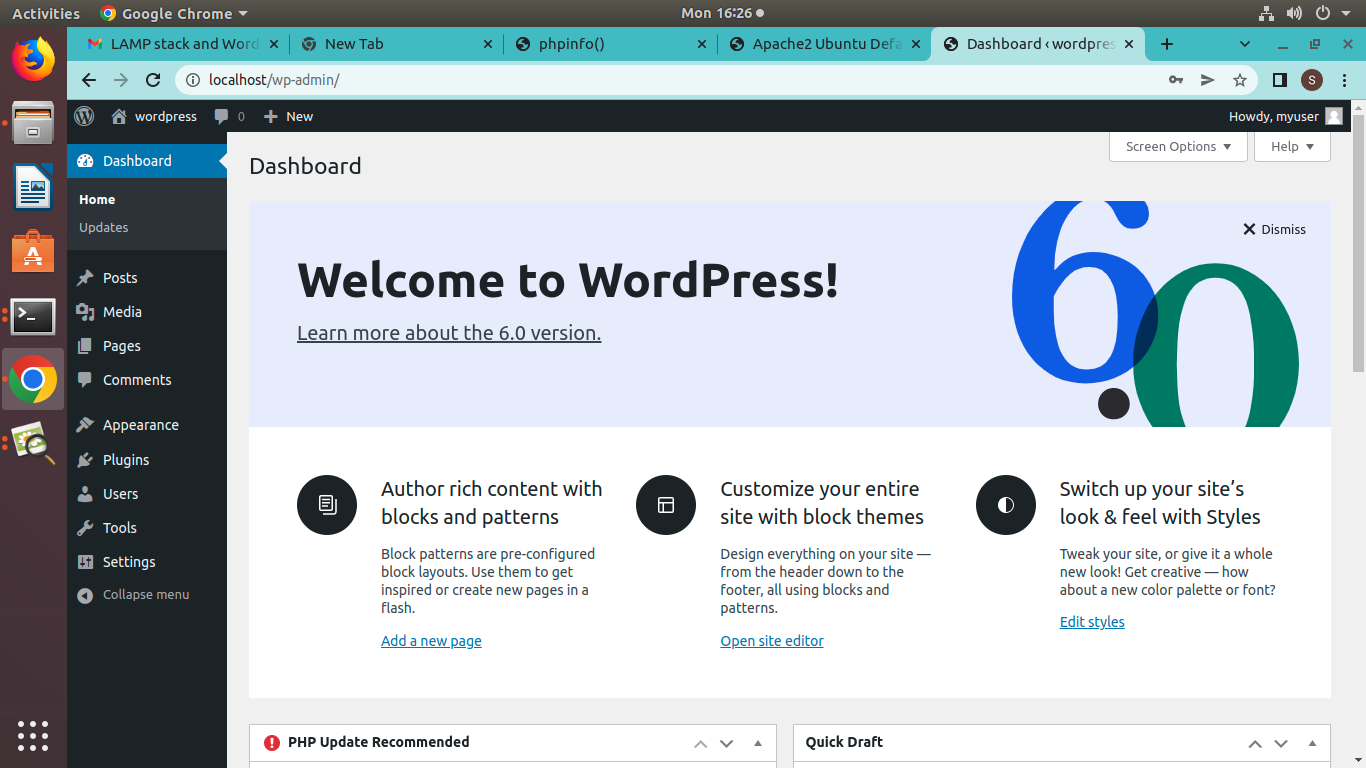 Activities Google Chrome Mon 16:26
LAMP stack and Word New Tab phpinfo() Apache2 Ubuntu Defa Dashboard ‹ wordpres
localhost/wp-admin/ S
wordpress 0 New Howdy, myuser
Dashboard
Home
Updates
Posts
Media
Pages
Comments
Appearance
Plugins
Users
Tools
Settings
Collapse menu
Screen Options Help
Dashboard
Dismiss
6.0
Welcome to WordPress!
Learn more about the 6.0 version.
Author rich content with
blocks and patterns
Block patterns are pre-configured
block layouts. Use them to get
inspired or create new pages in a
flash.
Add a new page
Customize your entire
site with block themes
Design everything on your site —
from the header down to the
footer, all using blocks and
patterns.
Open site editor
Switch up your site’s
look & feel with Styles
Tweak your site, or give it a whole
new look! Get creative — how
about a new color palette or font?
Edit styles
PHP Update Recommended
Quick Draft